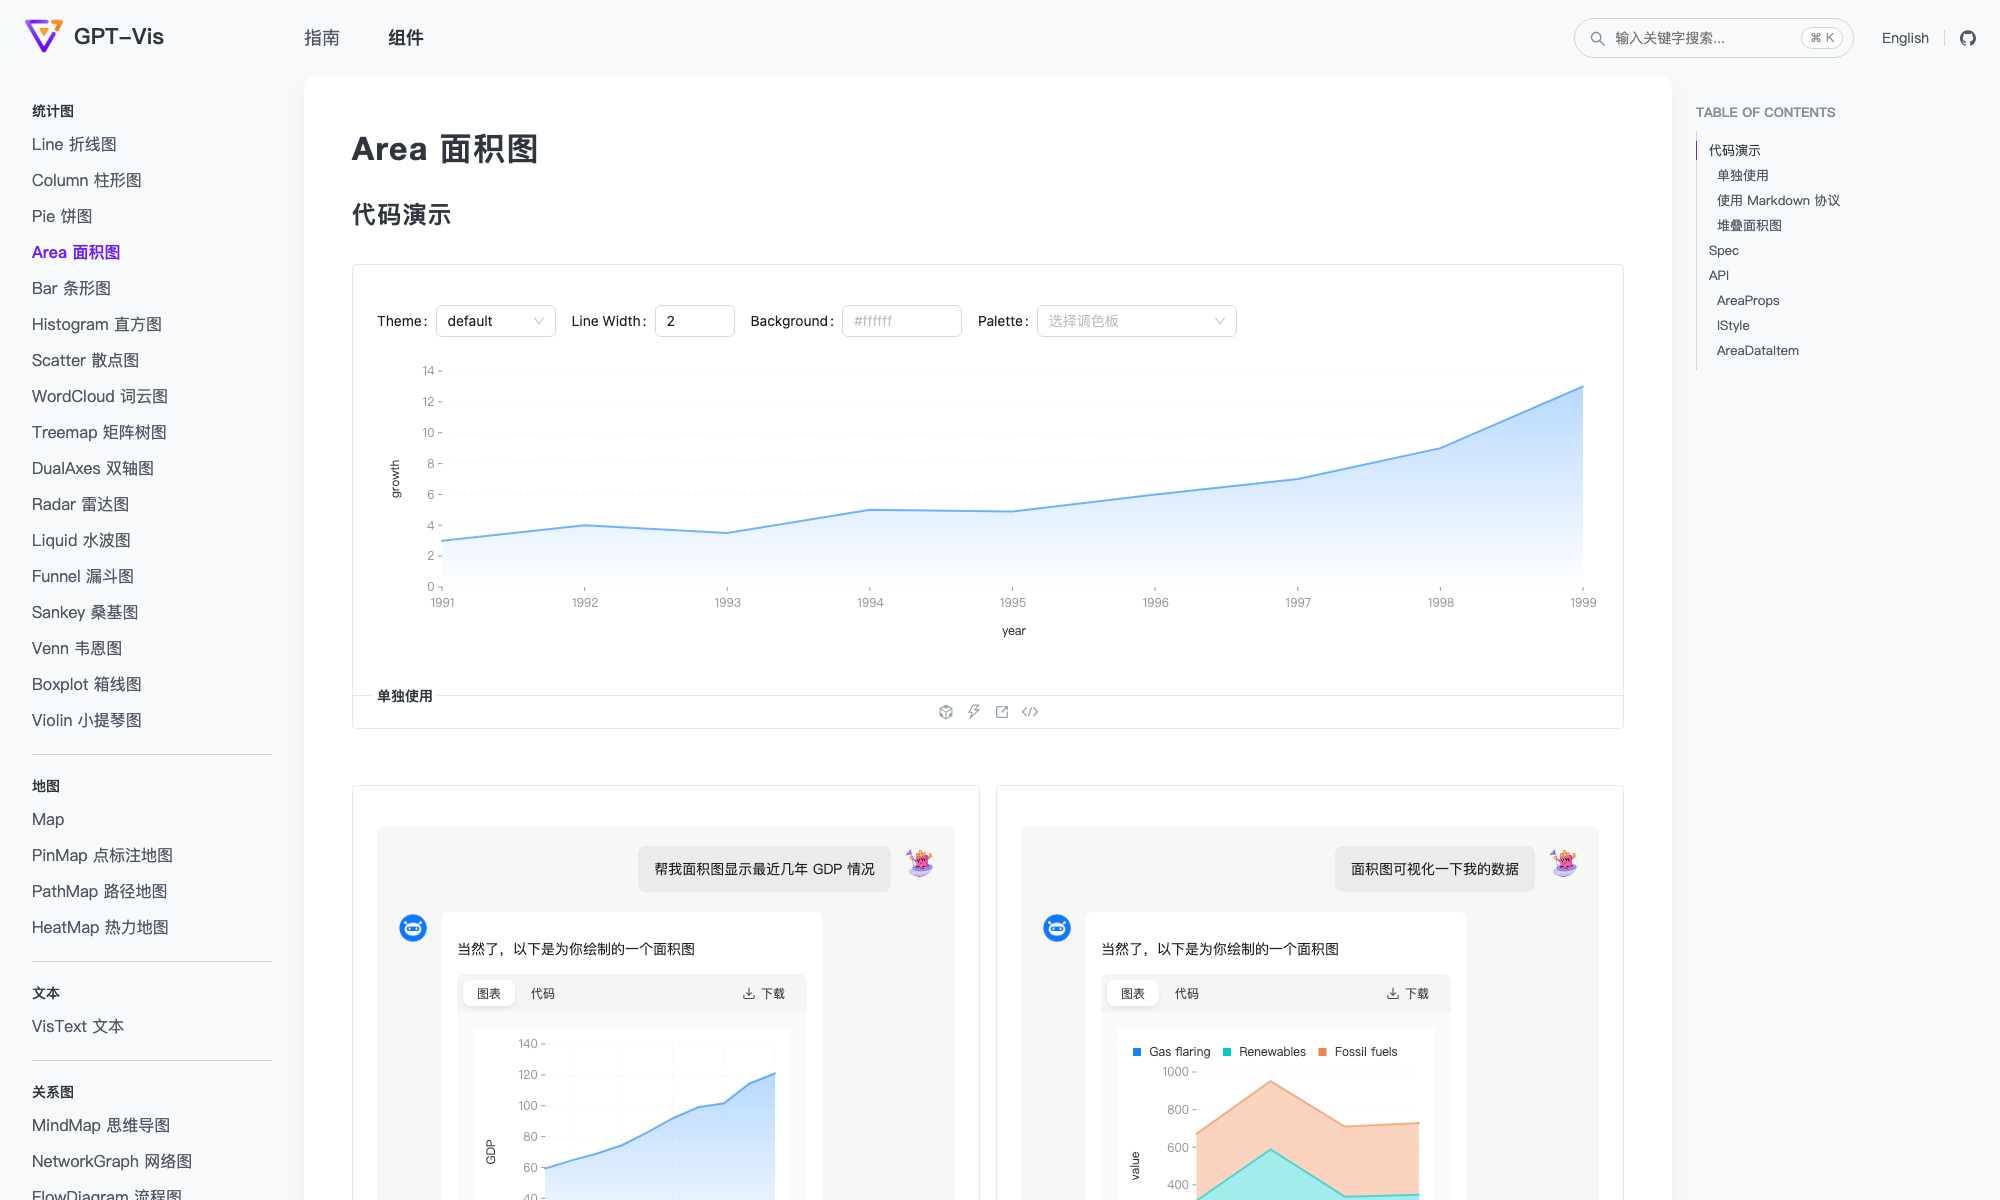 GPT-Vis
指南
组件
输入关键字搜索...
⌘ K
English
统计图
Line 折线图
Column 柱形图
Pie 饼图
Area 面积图
Bar 条形图
Histogram 直方图
Scatter 散点图
WordCloud 词云图
Treemap 矩阵树图
DualAxes 双轴图
Radar 雷达图
Liquid 水波图
Funnel 漏斗图
Sankey 桑基图
Venn 韦恩图
Boxplot 箱线图
Violin 小提琴图
地图
Map
PinMap 点标注地图
PathMap 路径地图
HeatMap 热力地图
文本
VisText 文本
关系图
MindMap 思维导图
NetworkGraph 网络图
FlowDiagram 流程图
Area 面积图
代码演示
Theme: default
Line Width: 2
Background: #ffffff
Palette: 选择调色板
14
12
10
8
6
4
2
0
growth
1991 1992 1993 1994 1995 1996 1997 1998 1999
year
单独使用
帮我面积图显示最近几年 GDP 情况
当然了，以下是为你绘制的一个面积图
图表 代码 下载
140
120
100
80
60
40
GDP
面积图可视化一下我的数据
当然了，以下是为你绘制的一个面积图
图表 代码 下载
Gas flaring Renewables Fossil fuels
1000
800
600
400
value
TABLE OF CONTENTS
代码演示
单独使用
使用 Markdown 协议
堆叠面积图
Spec
API
AreaProps
IStyle
AreaDataItem